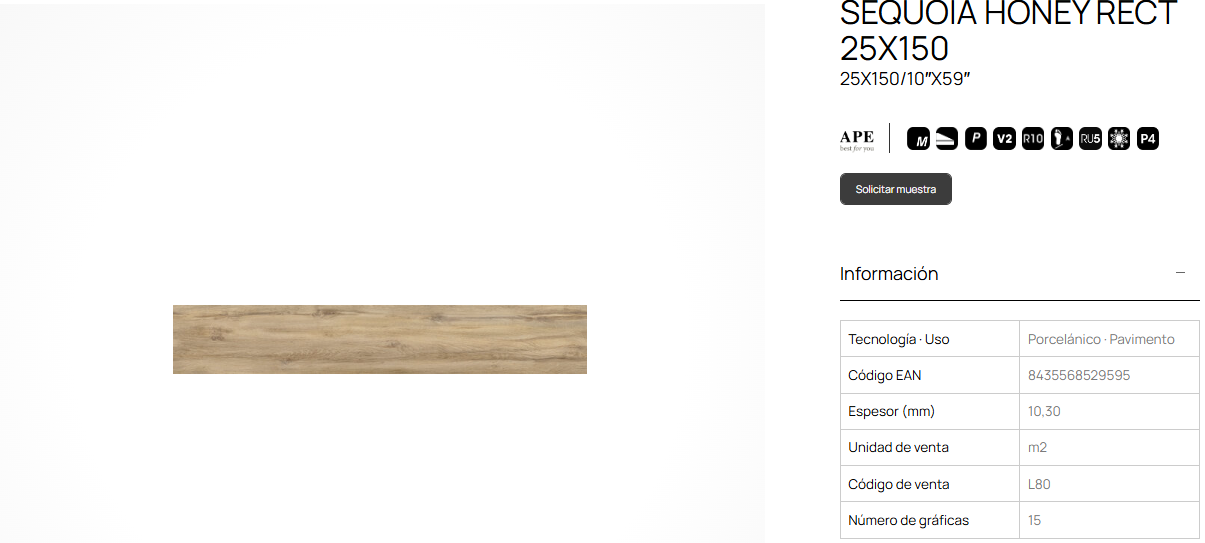 SEQUOIA HONEY RECT
25X150
25X150/10″X59″
APE
best for you
M
P
V2
R10
A
RU5
P4
Solicitar muestra
Información
Tecnología · Uso
Porcelánico · Pavimento
Código EAN
8435568529595
Espesor (mm)
10,30
Unidad de venta
m2
Código de venta
L80
Número de gráficas
15